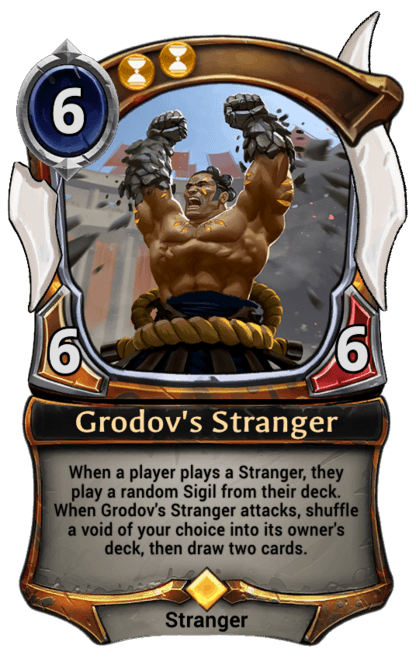 6
6
6
Grodov's Stranger
When a player plays a Stranger, they
play a random Sigil from their deck.
When Grodov's Stranger attacks, shuffle
a void of your choice into its owner's
deck, then draw two cards.
Stranger